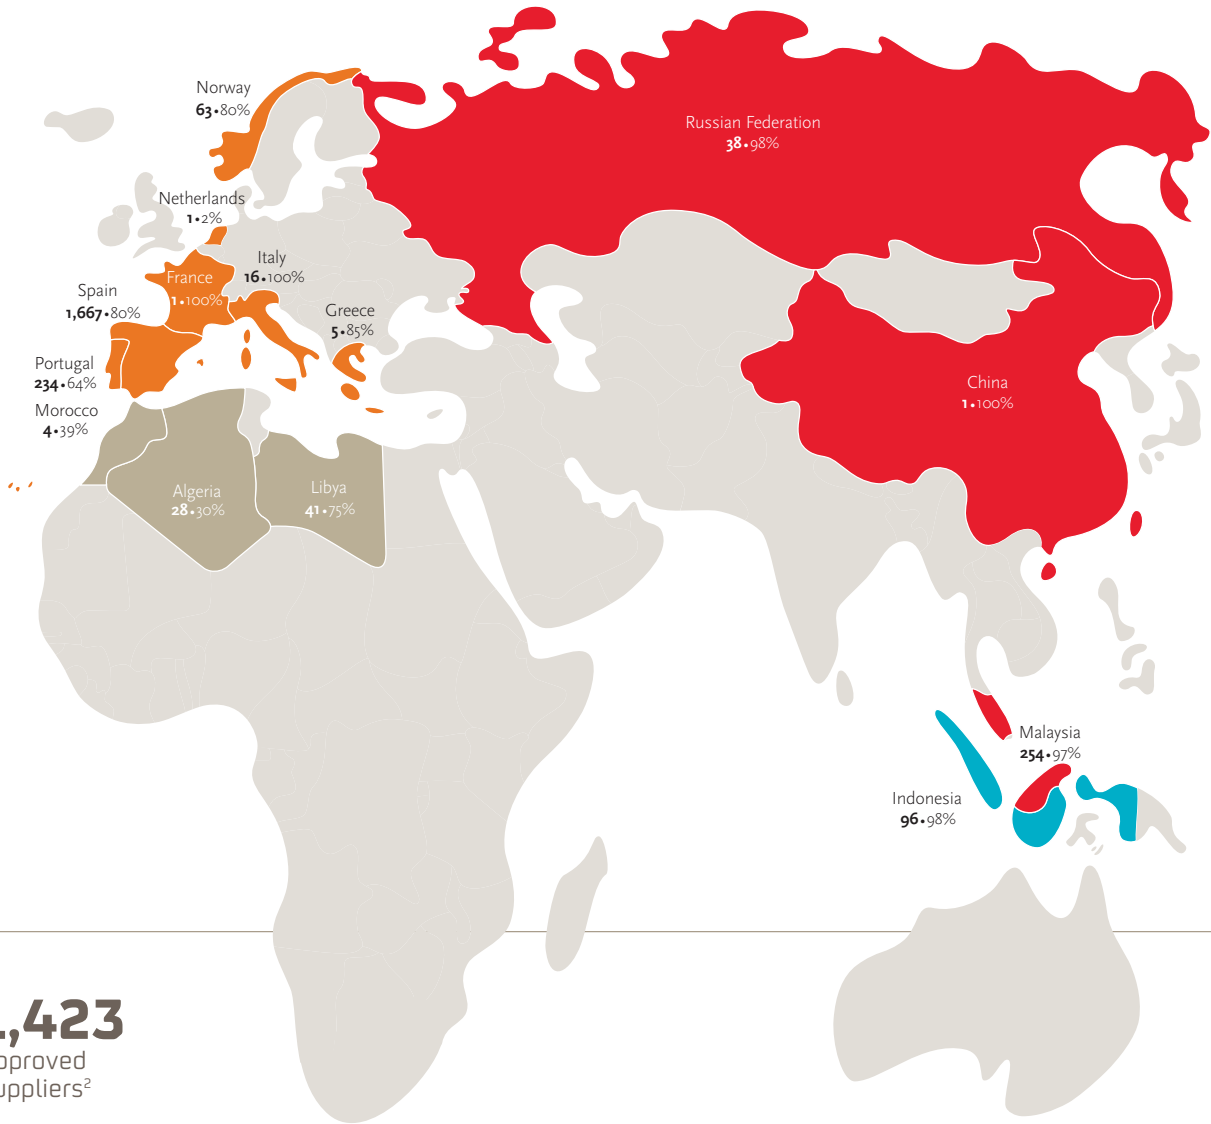 Norway
63•80%
Russian Federation
38•98%
Netherlands
1•2%
Italy
16•100%
France
1•100%
Spain
1,667•80%
Greece
5•85%
Portugal
234•64%
Morocco
4•39%
China
1•100%
Algeria
28•30%
Libya
41•75%
Malaysia
254•97%
Indonesia
96•98%
,423